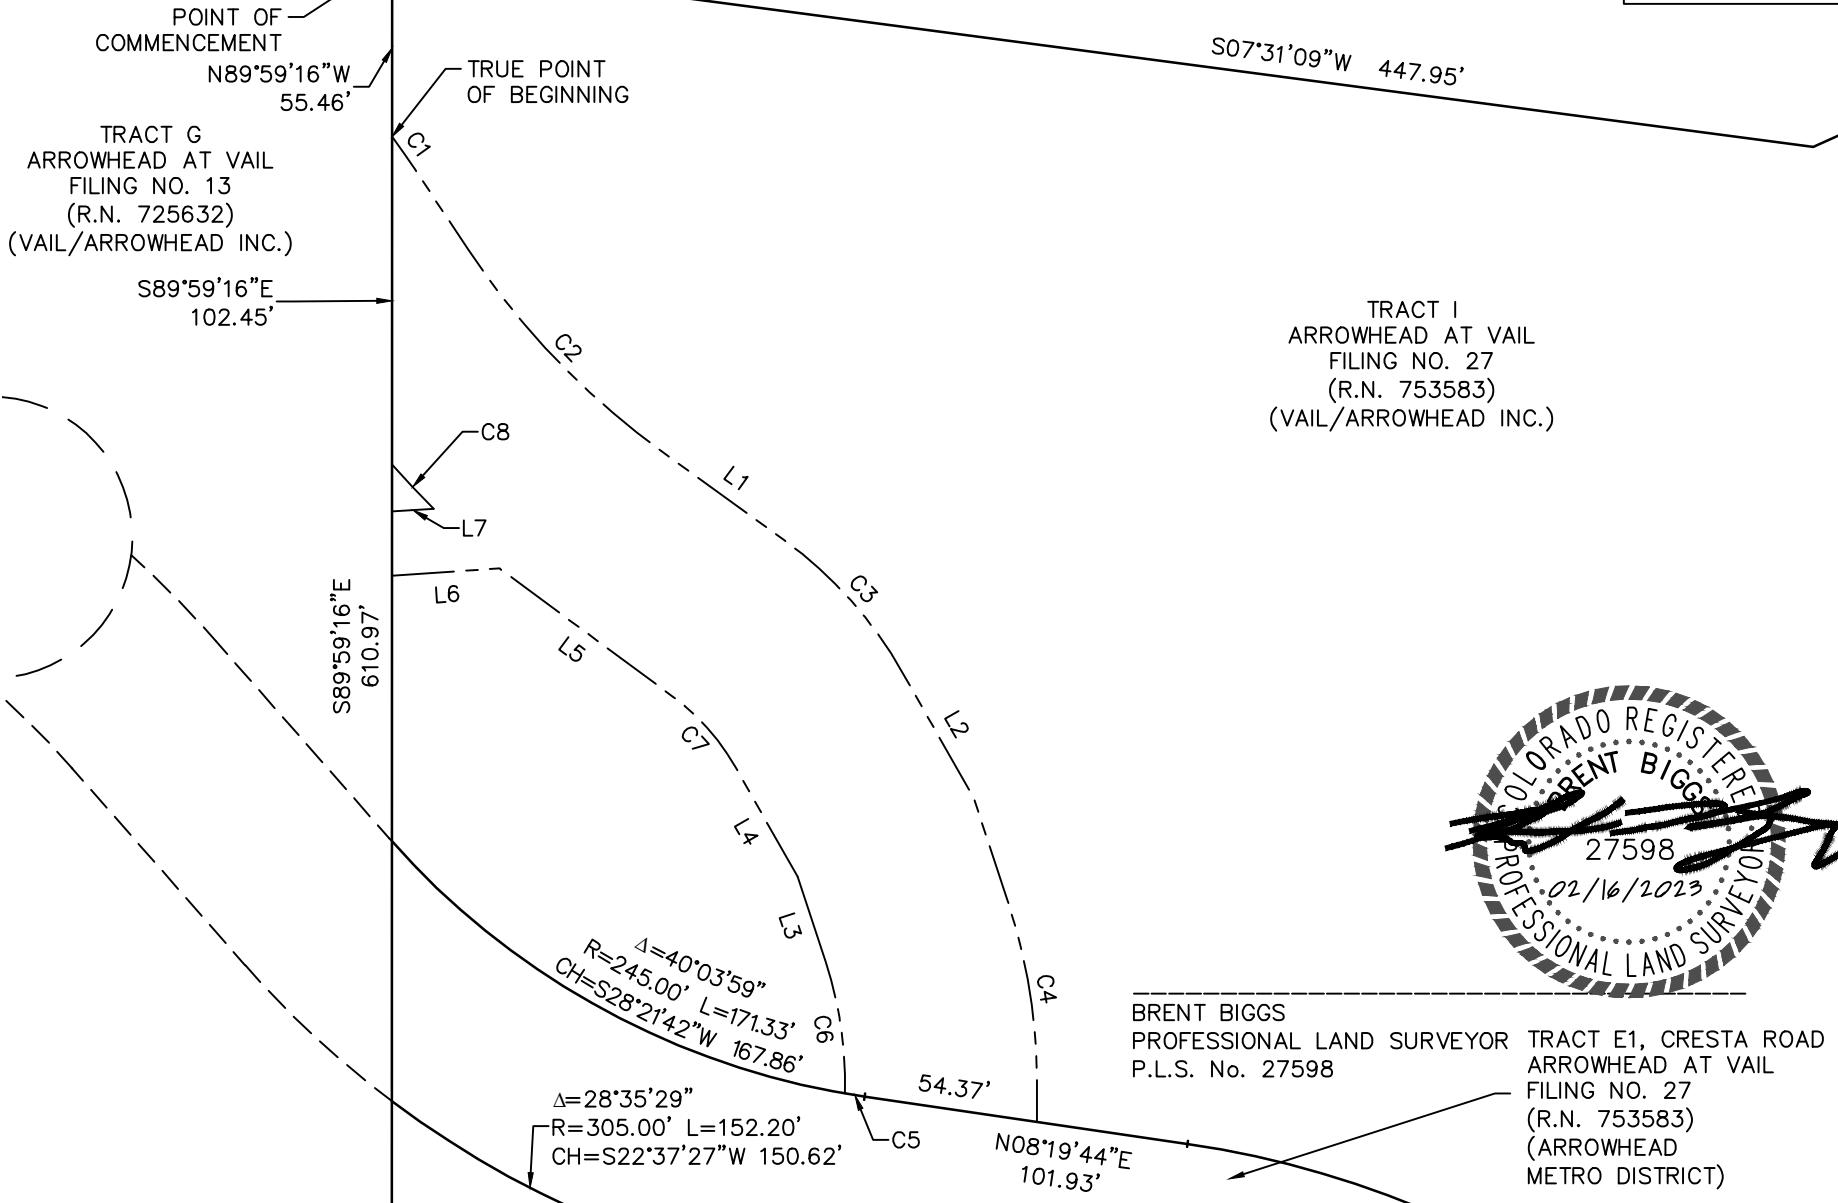 POINT OF
COMMENCEMENT
N89°59'16"W
55.46'
TRUE POINT
OF BEGINNING
S07°31'09"W 447.95'
TRACT G
ARROWHEAD AT VAIL
FILING NO. 13
(R.N. 725632)
(VAIL/ARROWHEAD INC.)
C1
S89°59'16"E
102.45'
C2
TRACT I
ARROWHEAD AT VAIL
FILING NO. 27
(R.N. 753583)
(VAIL/ARROWHEAD INC.)
C8
L1
L7
L6
C3
S89°59'16"E
610.97'
L5
C7
L2
L4
L3
C4
C6
Δ=40°03'59"
R=245.00' L=171.33'
CH=S28°21'42"W 167.86'
54.37'
C5
Δ=28°35'29"
R=305.00' L=152.20'
CH=S22°37'27"W 150.62'
N08°19'44"E
101.93'
COLORADO REGISTERED
BRENT BIGGS
27598
02/16/2023
PROFESSIONAL LAND SURVEYOR
BRENT BIGGS
PROFESSIONAL LAND SURVEYOR
P.L.S. No. 27598
TRACT E1, CRESTA ROAD
ARROWHEAD AT VAIL
FILING NO. 27
(R.N. 753583)
(ARROWHEAD
METRO DISTRICT)